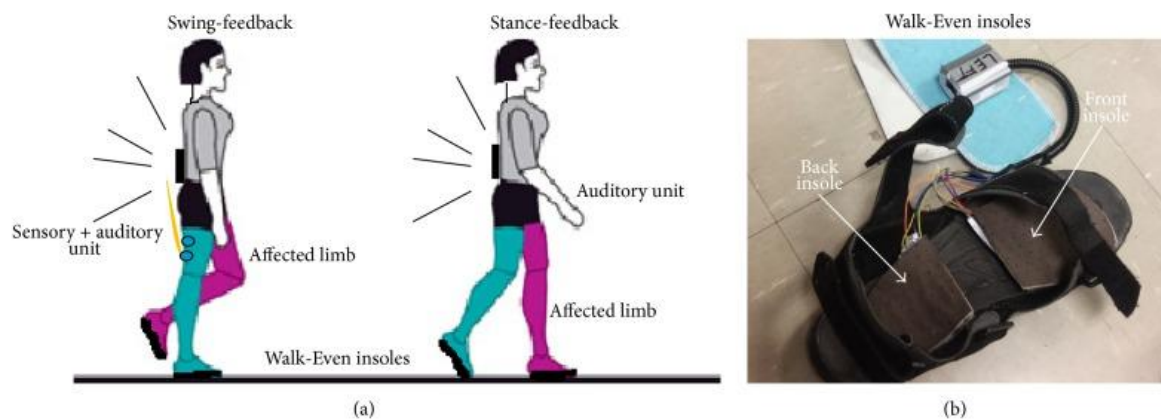 Swing-feedback
Stance-feedback
Walk-Even insoles
LEFT
Front
insole
Back
insole
Auditory unit
Sensory + auditory
unit
Affected limb
Affected limb
Walk-Even insoles
(a)
(b)